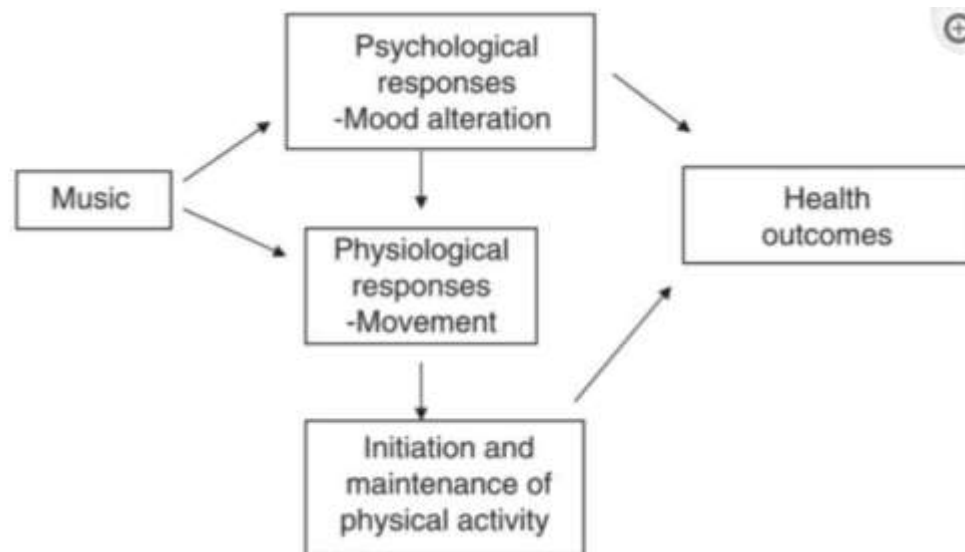 Psychological
responses
-Mood alteration
Music
Health
outcomes
Physiological
responses
-Movement
Initiation and
maintenance of
physical activity